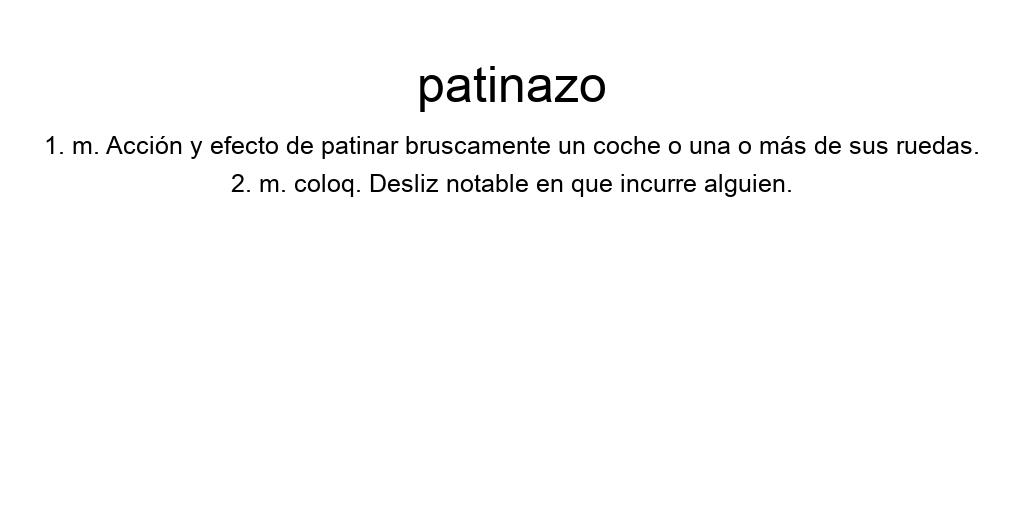 patinazo
1. m. Acción y efecto de patinar bruscamente un coche o una o más de sus ruedas.
2. m. coloq. Desliz notable en que incurre alguien.